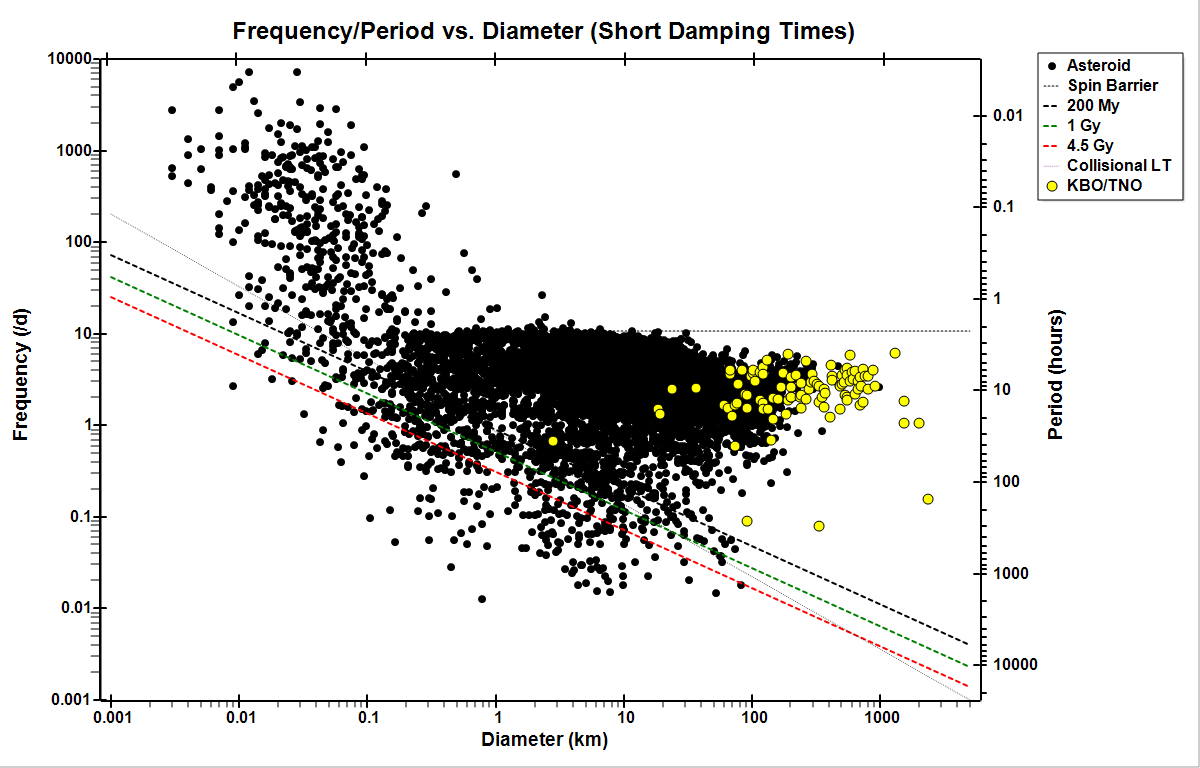 Frequency/Period vs. Diameter (Short Damping Times)
Asteroid
Spin Barrier
200 My
1 Gy
4.5 Gy
Collisional LT
KBO/TNO
Frequency (/d)
10000
1000
100
10
1
0.1
0.01
0.001
Period (hours)
0.01
0.1
1
10
100
1000
10000
0.001
0.01
0.1
1
10
100
1000
Diameter (km)